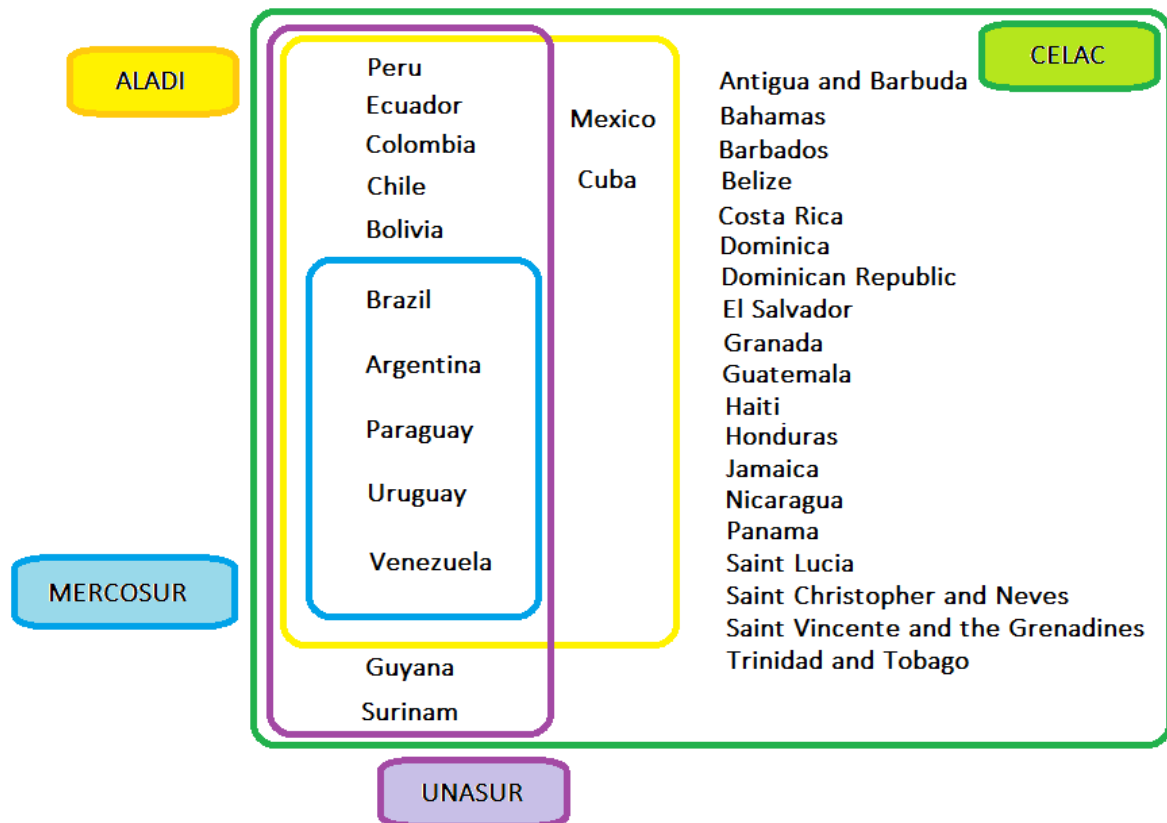 ALADI
CELAC
MERCOSUR
UNASUR
Peru
Ecuador
Colombia
Chile
Bolivia
Brazil
Argentina
Paraguay
Uruguay
Venezuela
Guyana
Surinam
Mexico
Cuba
Antigua and Barbuda
Bahamas
Barbados
Belize
Costa Rica
Dominica
Dominican Republic
El Salvador
Granada
Guatemala
Haiti
Honduras
Jamaica
Nicaragua
Panama
Saint Lucia
Saint Christopher and Neves
Saint Vincente and the Grenadines
Trinidad and Tobago